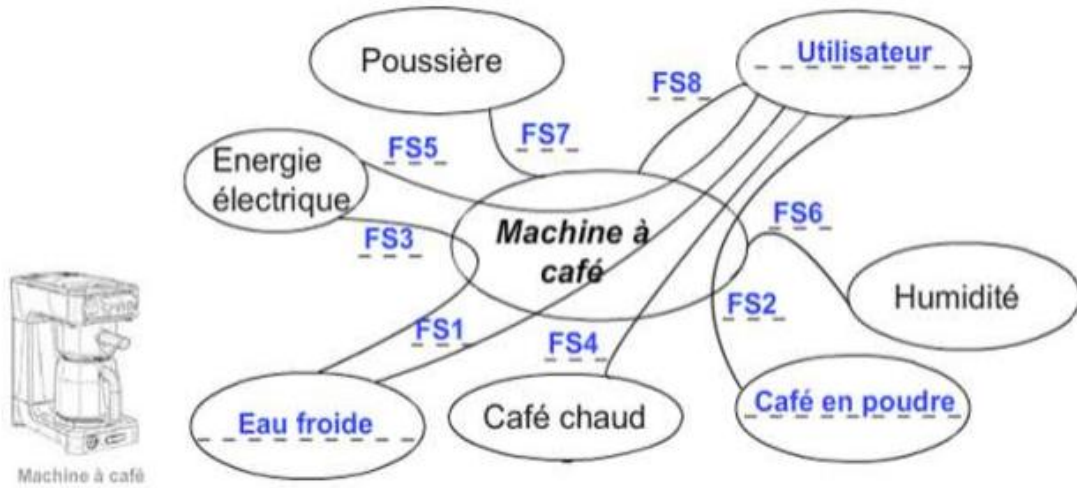 Poussière
Utilisateur
FS8
FS7
FS5
Energie
électrique
FS6
Machine à
café
FS3
Humidité
FS2
FS1
FS4
Eau froide
Café chaud
Café en poudre
Machine à café